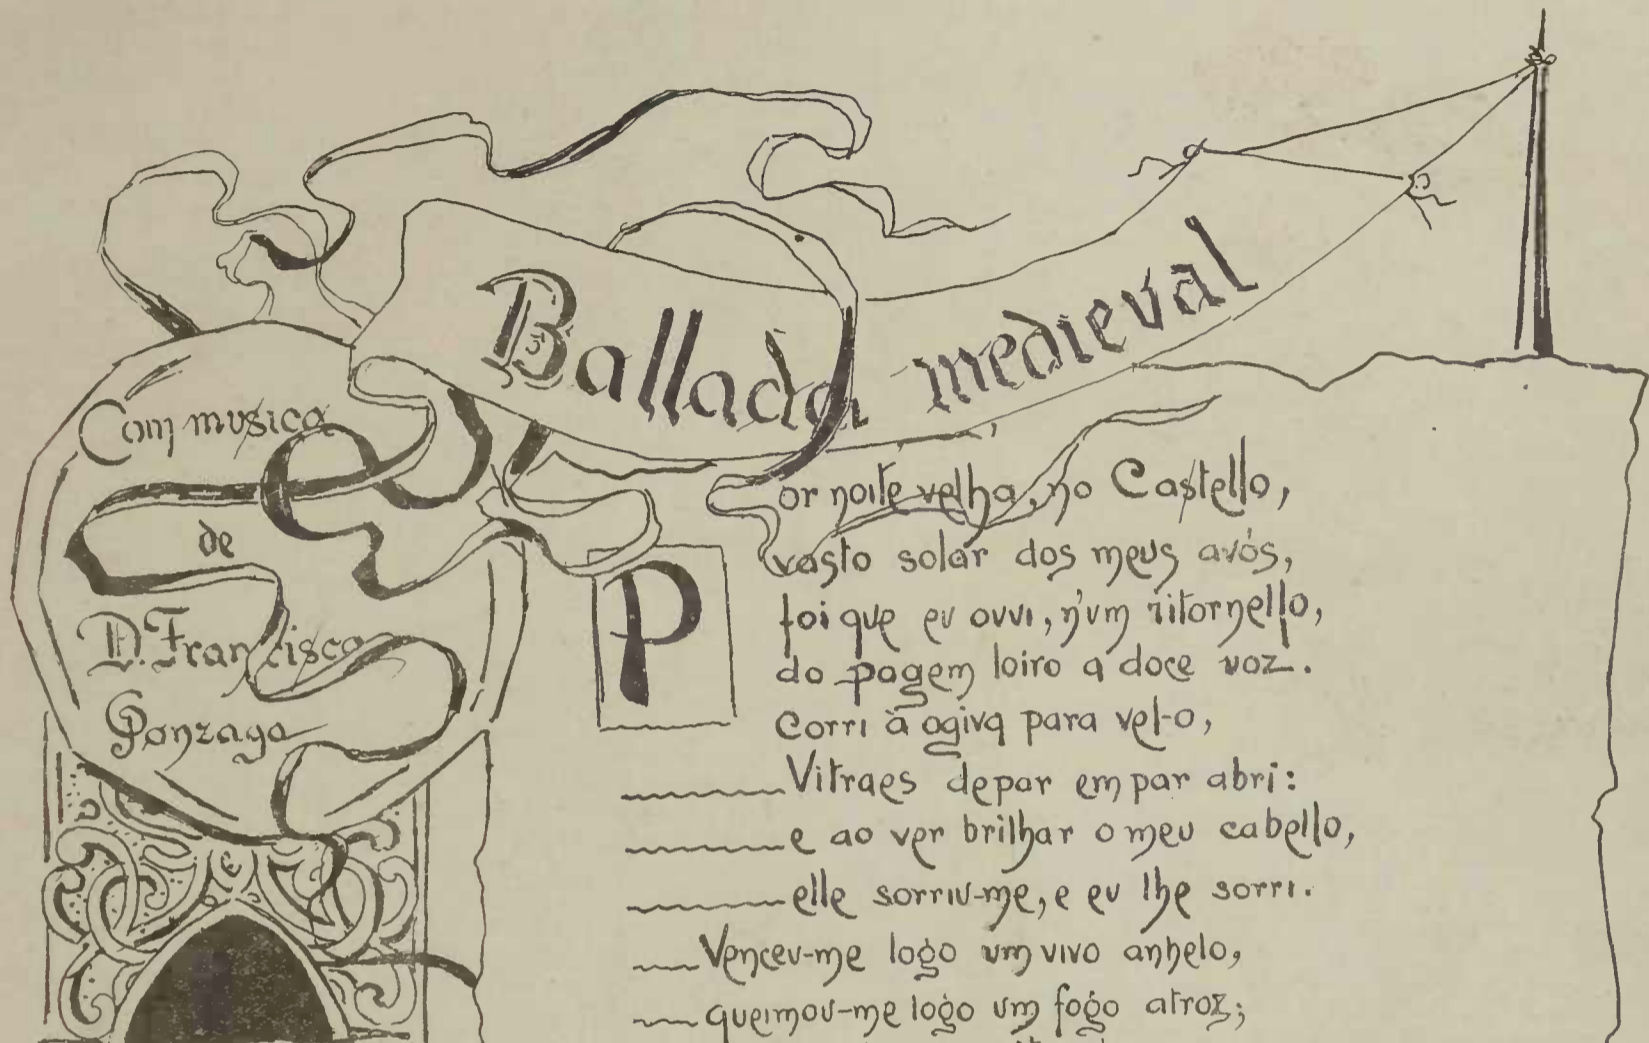 Ballada medieval
Com musica
de
D. Francisca
Gonzaga
Por noite velha, no Castello,
vasto solar dos meus avós,
foi que eu ouvi, n'um ritornello,
do pagem loiro a doce voz.
Corri à ogiva para vel-o,
Vitraes de par em par abri:
e ao ver brilhar o meu cabello,
elle sorriu-me, e eu lhe sorri.
Venceu-me logo um vivo anhelo,
queimou-me logo um fogo atroz;